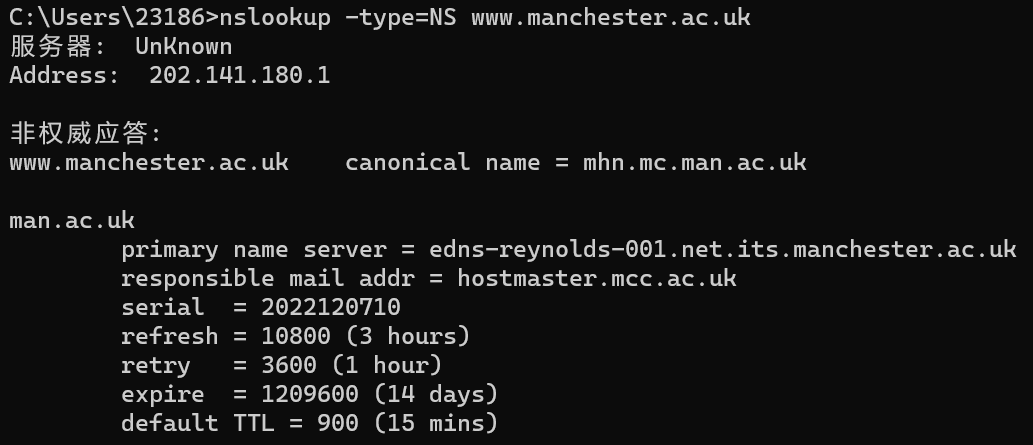 C:\Users\23186>nslookup -type=NS www.manchester.ac.uk
服务器:  UnKnown
Address:  202.141.180.1
非权威应答:
www.manchester.ac.uk    canonical name = mhn.mc.man.ac.uk
man.ac.uk
        primary name server = edns-reynolds-001.net.its.manchester.ac.uk
        responsible mail addr = hostmaster.mcc.ac.uk
        serial  = 2022120710
        refresh = 10800 (3 hours)
        retry   = 3600 (1 hour)
        expire  = 1209600 (14 days)
        default TTL = 900 (15 mins)